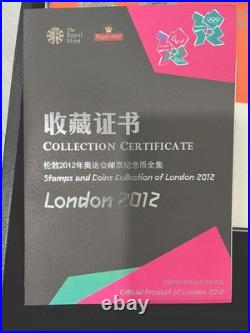 The
Royal
Mint
Royal Mail
收藏证书
COLLECTION CERTIFICATE
伦敦2012年奥运会邮票纪念币全集
Stamps and Coins Collection of London 2012
London 2012
Official Product of London 2012